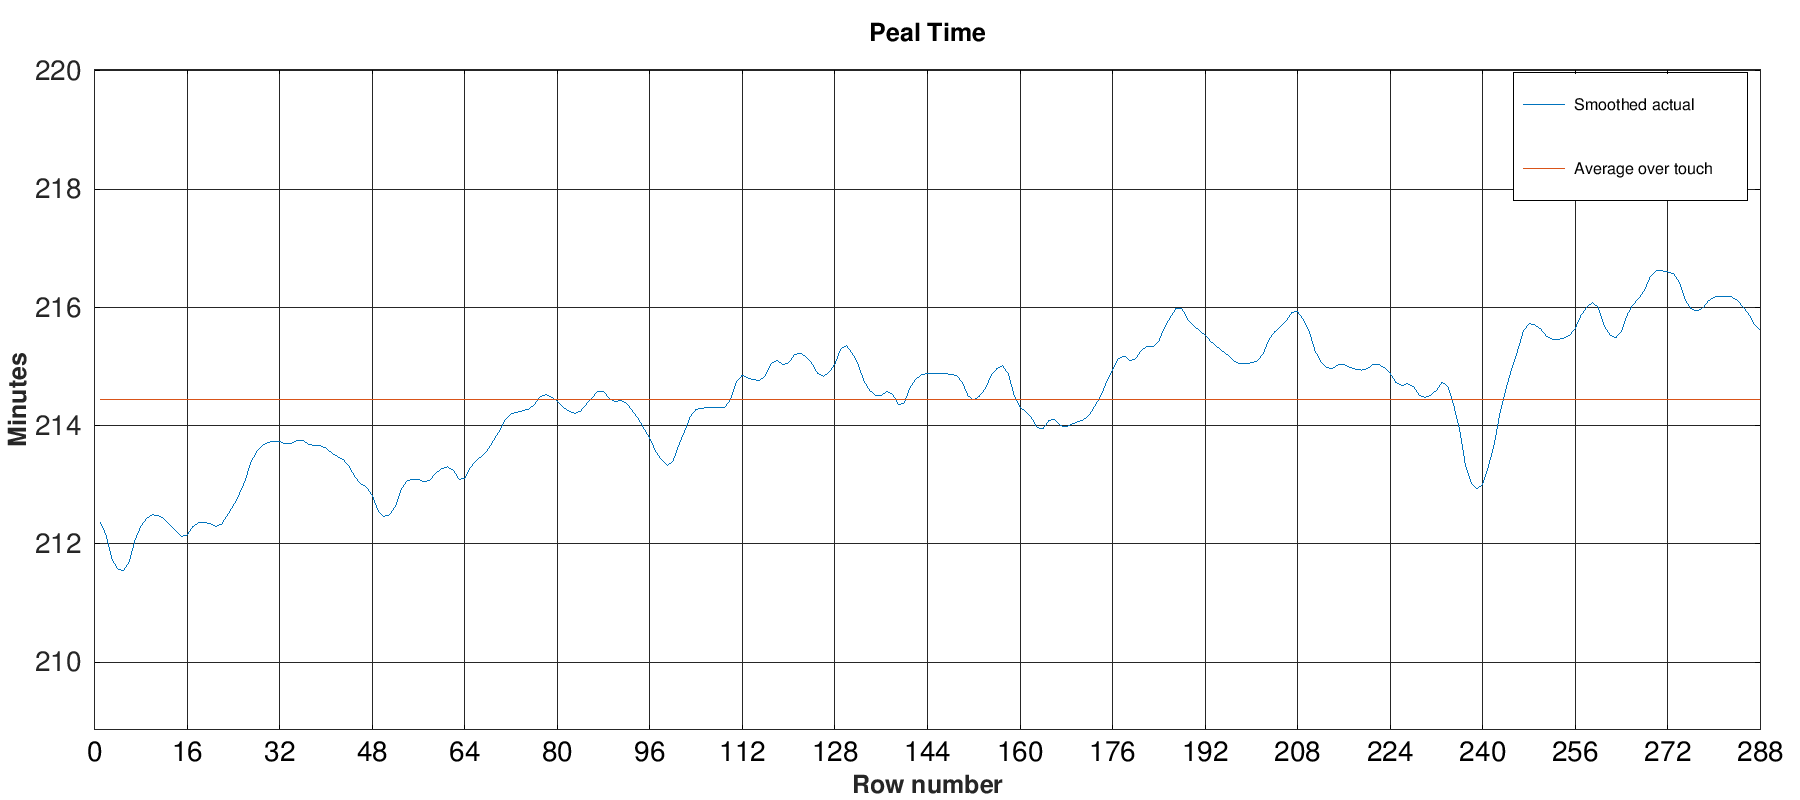 Peal Time
220
218
216
214
212
210
Minutes
0 16 32 48 64 80 96 112 128 144 160 176 192 208 224 240 256 272 288
Row number
Smoothed actual
Average over touch